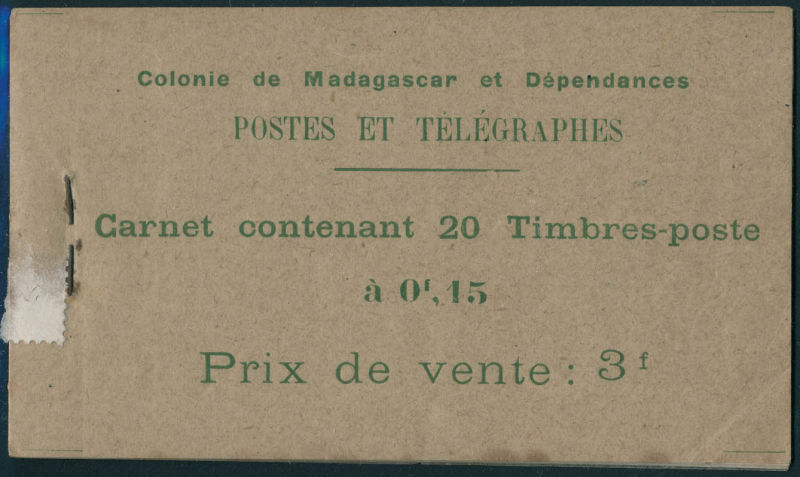 Colonie de Madagascar et Dépendances
POSTES ET TÉLÉGRAPHES
Carnet contenant 20 Timbres-poste
à 0f,15
Prix de vente : 3f